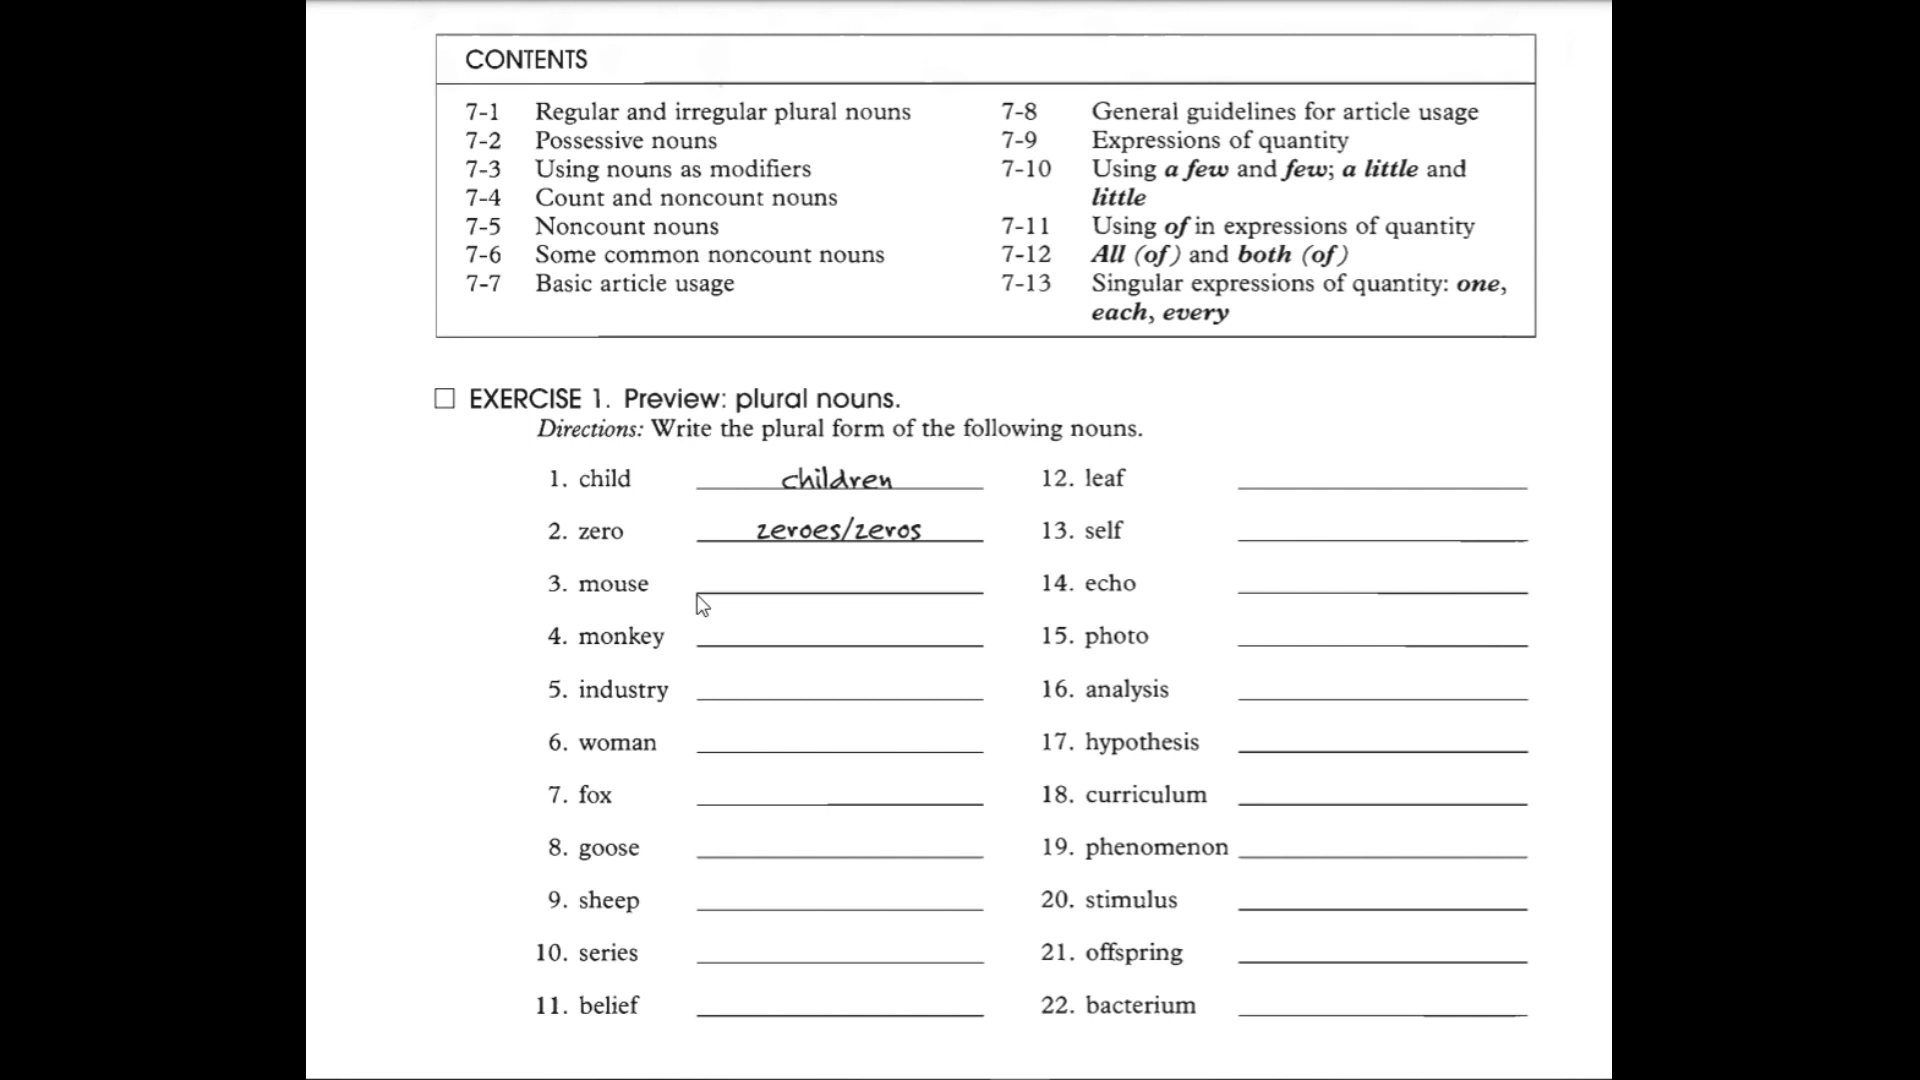 CONTENTS
7-1 Regular and irregular plural nouns
7-2 Possessive nouns
7-3 Using nouns as modifiers
7-4 Count and noncount nouns
7-5 Noncount nouns
7-6 Some common noncount nouns
7-7 Basic article usage
7-8 General guidelines for article usage
7-9 Expressions of quantity
7-10 Using a few and few; a little and
little
7-11 Using of in expressions of quantity
7-12 All (of) and both (of)
7-13 Singular expressions of quantity: one,
each, every
EXERCISE 1. Preview: plural nouns.
Directions: Write the plural form of the following nouns.
1. child children
2. zero zeroes/zeros
3. mouse
4. monkey
5. industry
6. woman
7. fox
8. goose
9. sheep
10. series
11. belief
12. leaf
13. self
14. echo
15. photo
16. analysis
17. hypothesis
18. curriculum
19. phenomenon
20. stimulus
21. offspring
22. bacterium